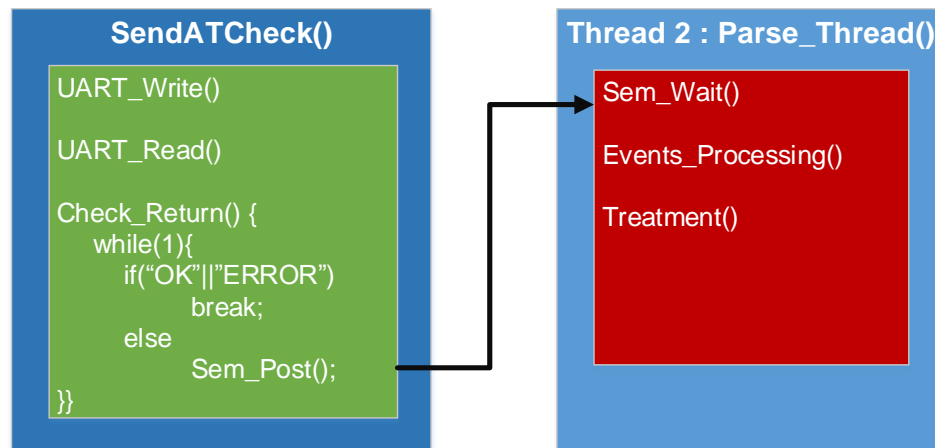 SendATCheck()
UART_Write()
UART_Read()
Check_Return() {
while(1){
if(“OK”||”ERROR”)
break;
else
Sem_Post();
}}
Thread 2 : Parse_Thread()
Sem_Wait()
Events_Processing()
Treatment()